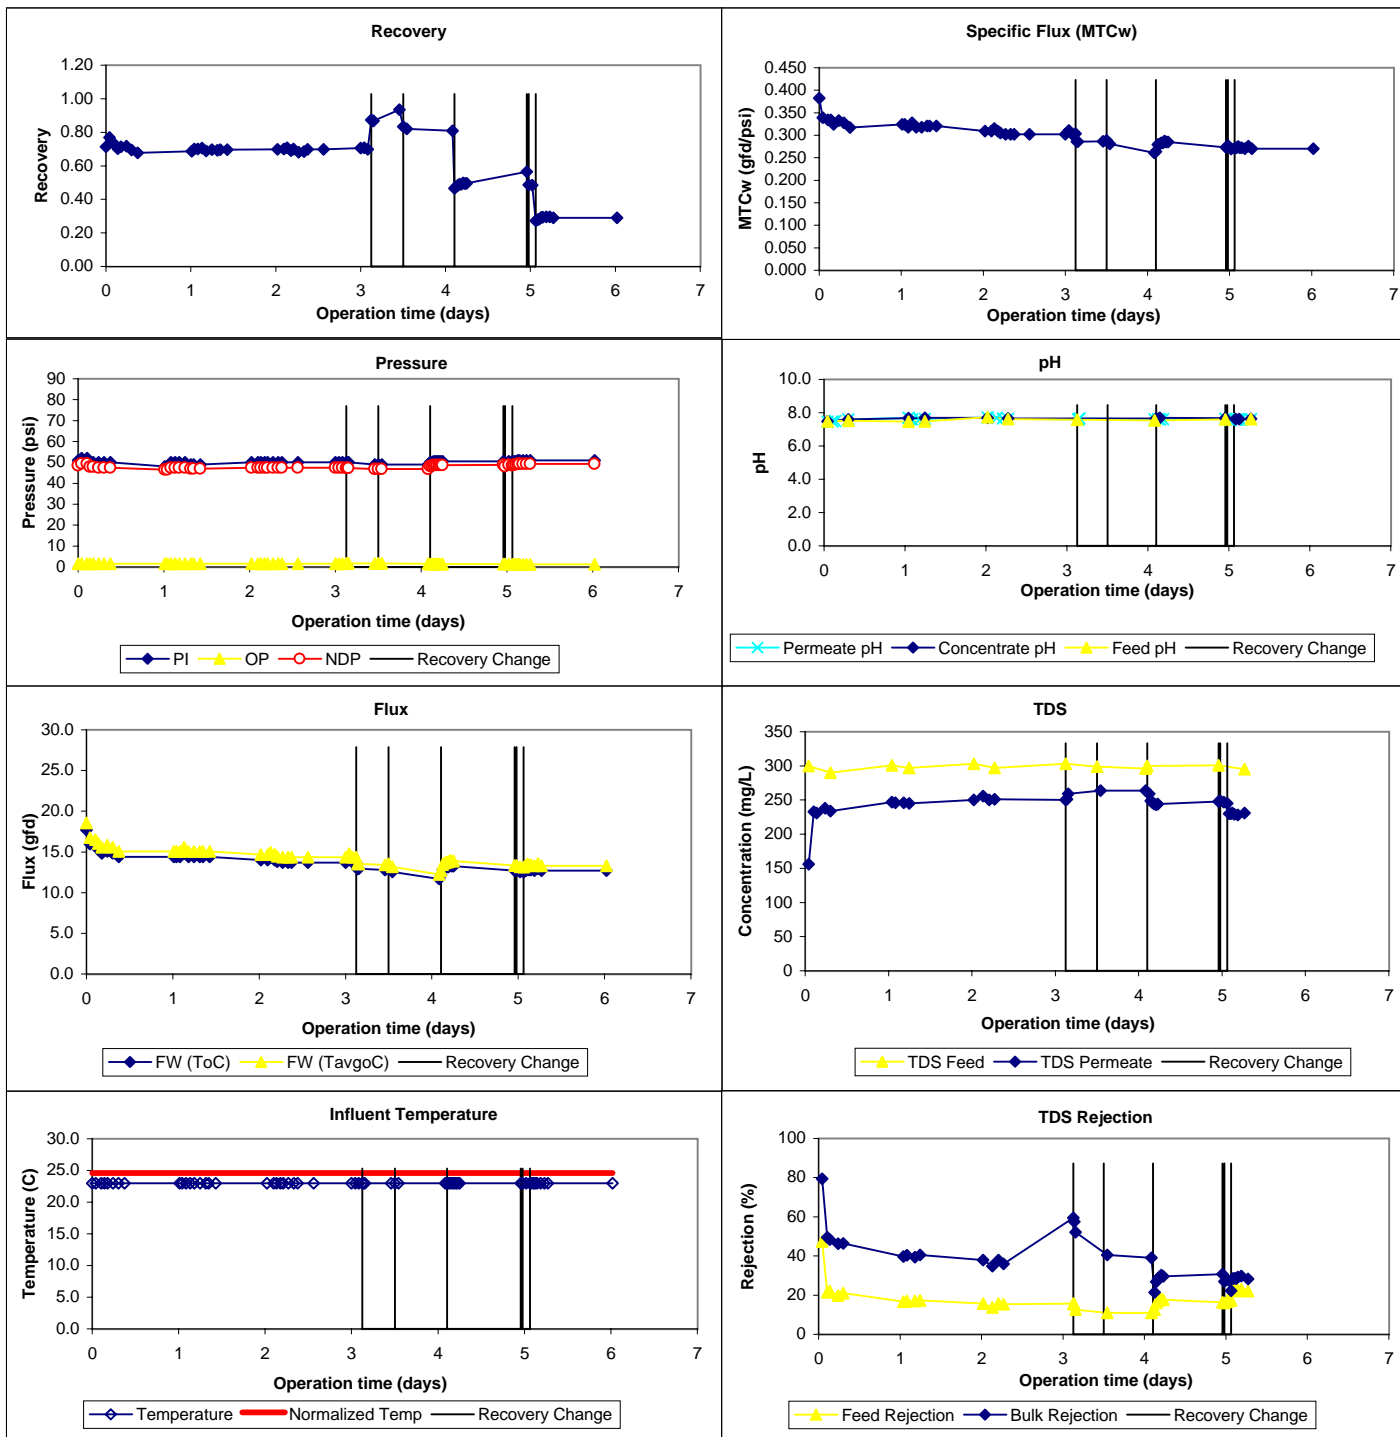 Recovery
1.20
1.00
0.80
0.60
0.40
0.20
0.00
Recovery
0 1 2 3 4 5 6 7
Operation time (days)
Specific Flux (MTCw)
0.450
0.400
0.350
0.300
0.250
0.200
0.150
0.100
0.050
0.000
MTCw (gfd/psi)
0 1 2 3 4 5 6 7
Operation time (days)
Pressure
90
80
70
60
50
40
30
20
10
0
Pressure (psi)
0 1 2 3 4 5 6 7
Operation time (days)
PI OP NDP Recovery Change
pH
10.0
8.0
6.0
4.0
2.0
0.0
pH
0 1 2 3 4 5 6 7
Operation time (days)
Permeate pH Concentrate pH Feed pH Recovery Change
Flux
30.0
25.0
20.0
15.0
10.0
5.0
0.0
Flux (gfd)
0 1 2 3 4 5 6 7
Operation time (days)
FW (ToC) FW (TavgoC) Recovery Change
TDS
350
300
250
200
150
100
50
0
Concentration (mg/L)
0 1 2 3 4 5 6 7
Operation time (days)
TDS Feed TDS Permeate Recovery Change
Influent Temperature
30.0
25.0
20.0
15.0
10.0
5.0
0.0
Temperature (C)
0 1 2 3 4 5 6 7
Operation time (days)
Temperature Normalized Temp Recovery Change
TDS Rejection
100
80
60
40
20
0
Rejection (%)
0 1 2 3 4 5 6 7
Operation time (days)
Feed Rejection Bulk Rejection Recovery Change